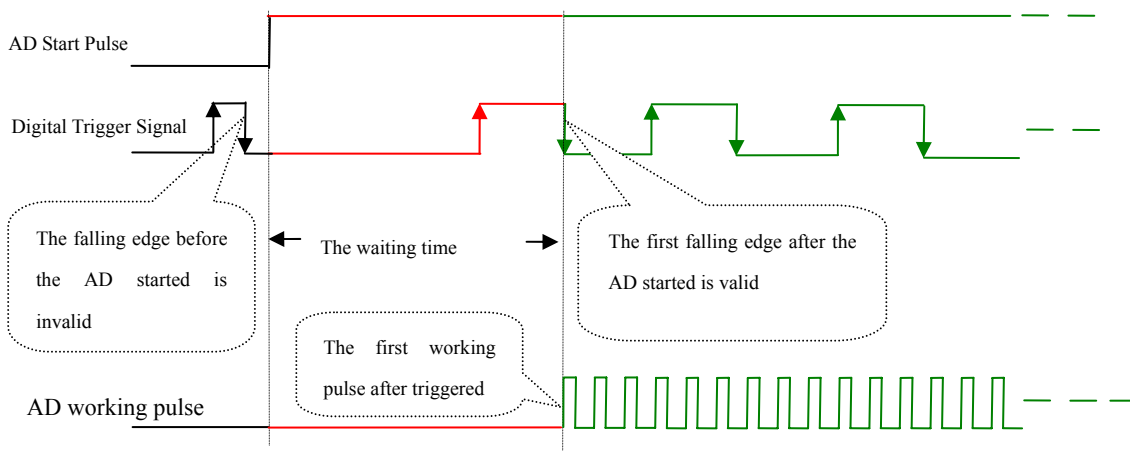 AD Start Pulse
Digital Trigger Signal
The falling edge before
the AD started is
invalid
The waiting time
The first falling edge after the
AD started is valid
The first working
pulse after triggered
AD working pulse